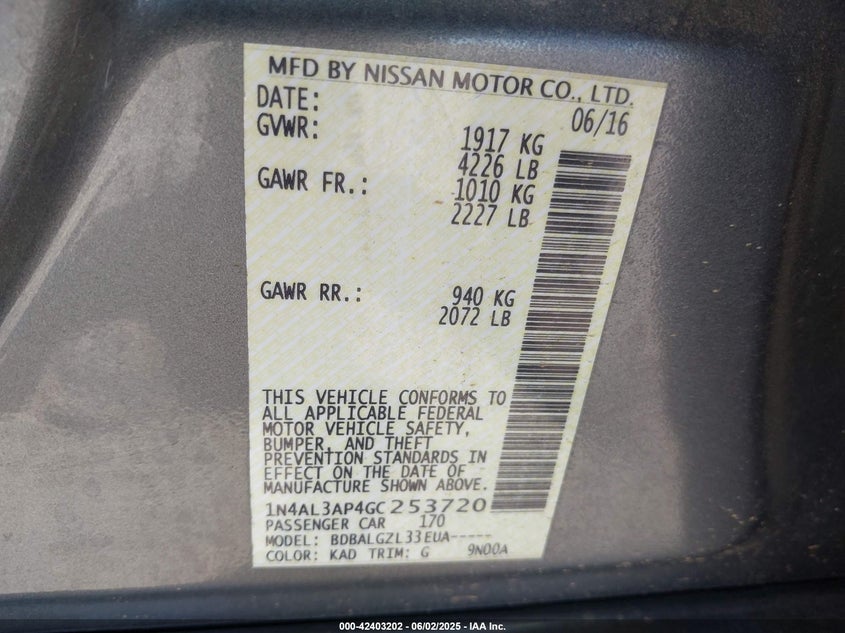 MFD BY NISSAN MOTOR CO., LTD.
DATE: 06/16
GVWR: 1917 KG
4226 LB
GAWR FR.: 1010 KG
2227 LB
GAWR RR.: 940 KG
2072 LB
THIS VEHICLE CONFORMS TO
ALL APPLICABLE FEDERAL
MOTOR VEHICLE SAFETY,
BUMPER, AND THEFT
PREVENTION STANDARDS IN
EFFECT ON THE DATE OF
MANUFACTURE SHOWN ABOVE.
1N4AL3AP4GC253720
PASSENGER CAR 170
MODEL: BDBALGZL33EUA-----
COLOR: KAD TRIM: G 9N00A
000-42403202 - 06/02/2025 - IAA Inc.